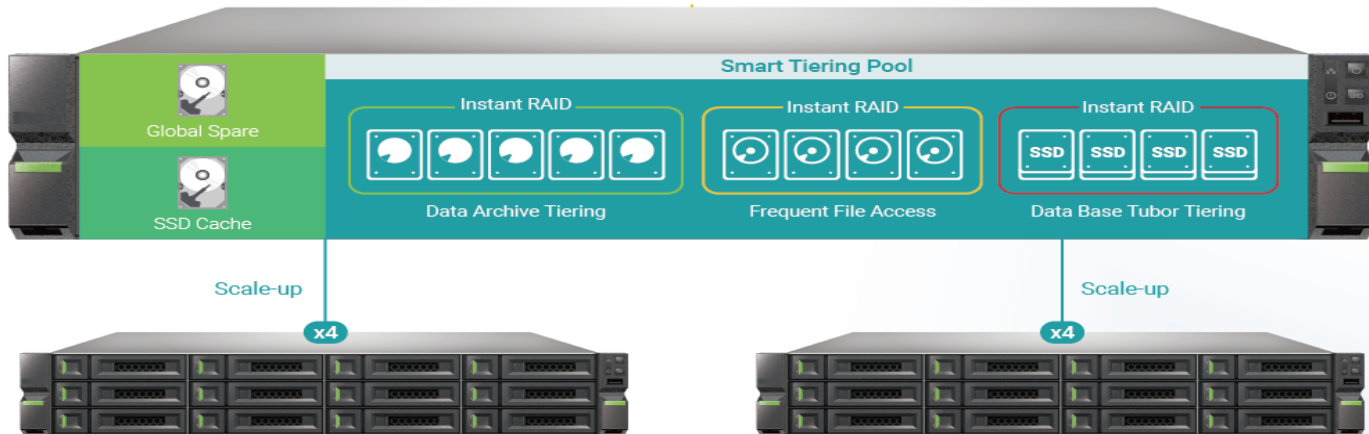 Smart Tiering Pool
Global Spare
SSD Cache
Instant RAID
Data Archive Tiering
Instant RAID
Frequent File Access
Instant RAID
SSD SSD SSD SSD
Data Base Tubor Tiering
Scale-up
x4
Scale-up
x4